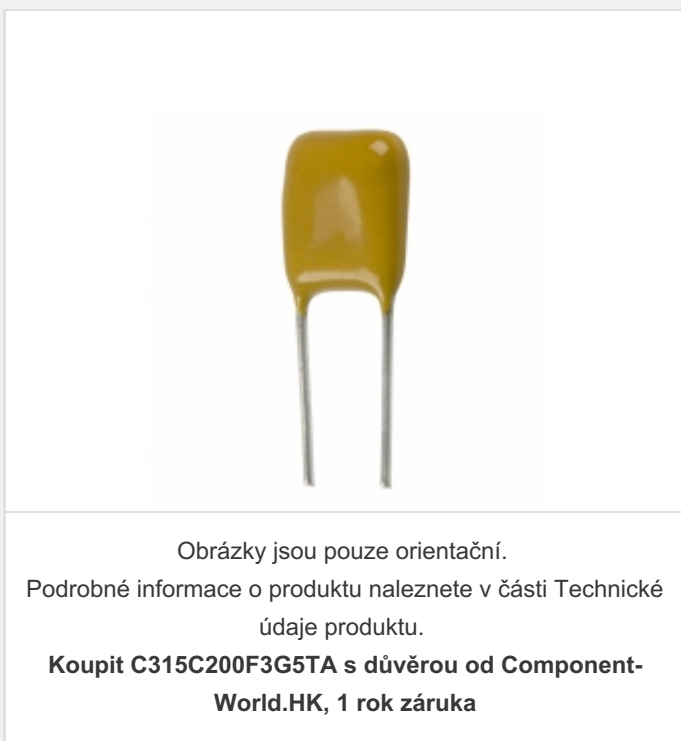 Obrázky jsou pouze orientační.
Podrobné informace o produktu naleznete v části Technické
údaje produktu.
Koupit C315C200F3G5TA s důvěrou od Component-
World.HK, 1 rok záruka